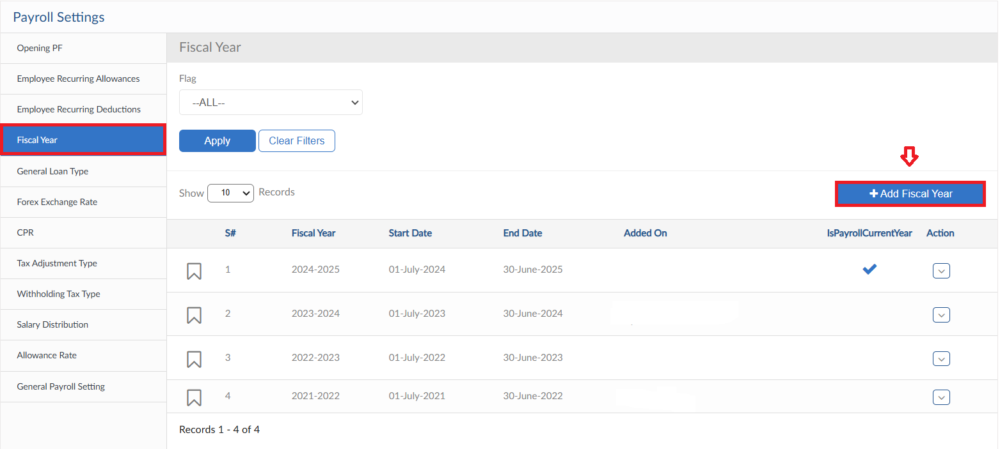 Payroll Settings
Opening PF
Employee Recurring Allowances
Employee Recurring Deductions
Fiscal Year
General Loan Type
Forex Exchange Rate
CPR
Tax Adjustment Type
Withholding Tax Type
Salary Distribution
Allowance Rate
General Payroll Setting
Fiscal Year
Flag
--ALL--
Apply Clear Filters
Show 10 Records
Add Fiscal Year
S# Fiscal Year Start Date End Date Added On IsPayrollCurrentYear Action
1 2024-2025 01-July-2024 30-June-2025
2 2023-2024 01-July-2023 30-June-2024
3 2022-2023 01-July-2022 30-June-2023
4 2021-2022 01-July-2021 30-June-2022
Records 1 - 4 of 4